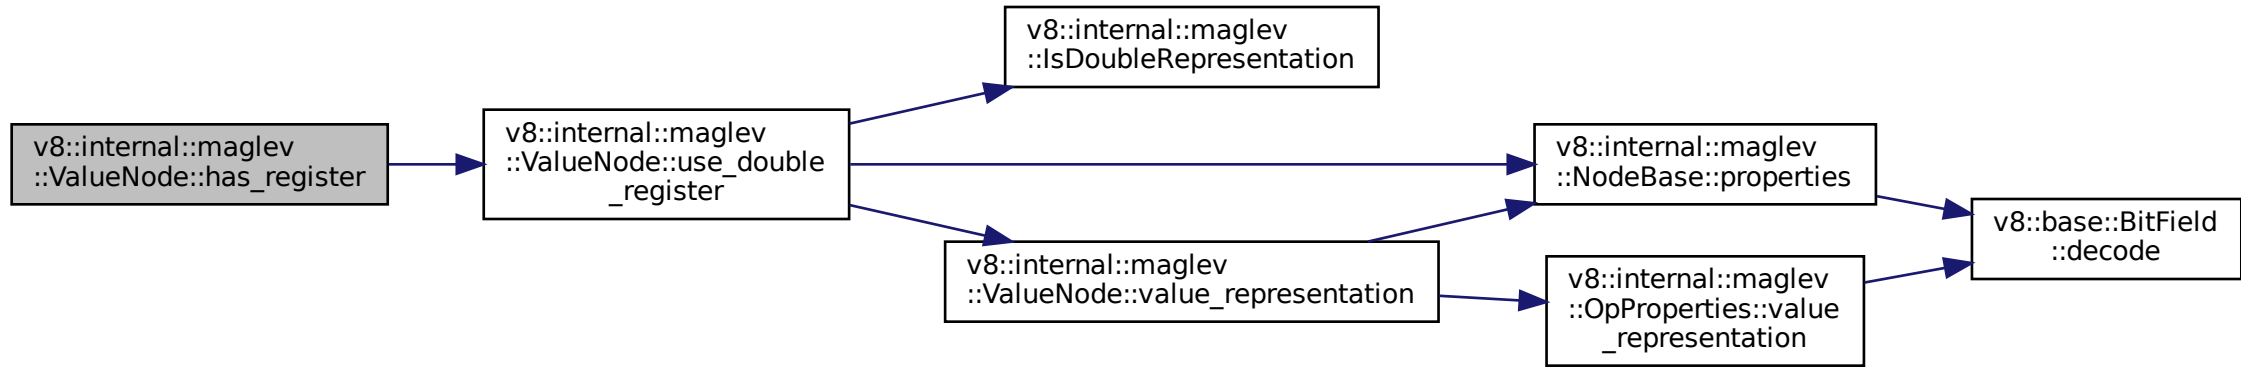 v8::internal::maglev
::ValueNode::has_register
v8::internal::maglev
::ValueNode::use_double
_register
v8::internal::maglev
::IsDoubleRepresentation
v8::internal::maglev
::ValueNode::value_representation
v8::internal::maglev
::NodeBase::properties
v8::internal::maglev
::OpProperties::value
_representation
v8::base::BitField
::decode